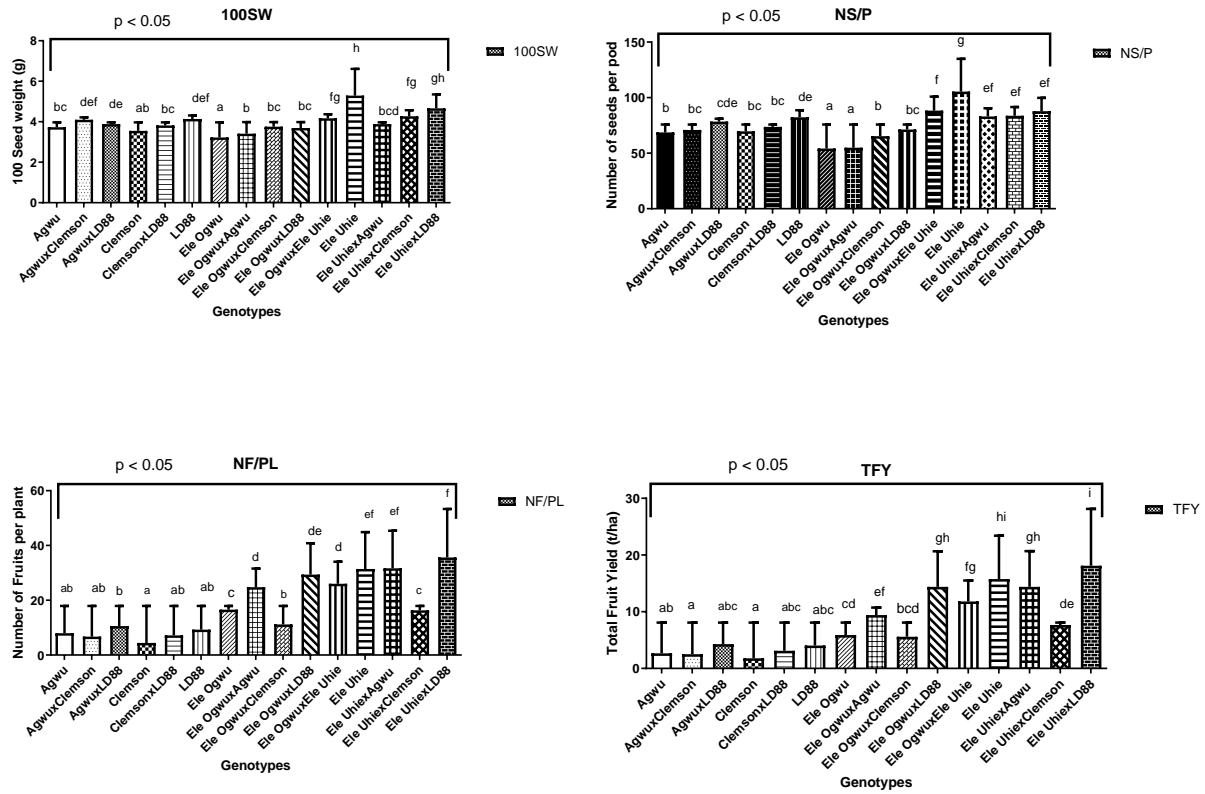 p < 0.05
100SW
100SW
100 Seed weight (g)
8
6
4
2
0
bc
def
de
ab
bc
def
a
b
bc
bc
fg
h
bcd
fg
gh
Agwu
AgwuxClemson
AgwuxLD88
Clemson
ClemsonxLD88
LD88
Ele Ogwu
Ele OgwuxAgwu
Ele OgwuxClemson
Ele OgwuxLD88
Ele OgwuxEle Uhie
Ele Uhie
Ele UhiexAgwu
Ele UhiexClemson
Ele UhiexLD88
Genotypes
p < 0.05
NS/P
NS/P
Number of seeds per pod
150
100
50
0
b
bc
cde
bc
bc
de
a
a
b
bc
f
g
ef
ef
ef
Agwu
AgwuxClemson
AgwuxLD88
Clemson
ClemsonxLD88
LD88
Ele Ogwu
Ele OgwuxAgwu
Ele OgwuxClemson
Ele OgwuxLD88
Ele OgwuxEle Uhie
Ele Uhie
Ele UhiexAgwu
Ele UhiexClemson
Ele UhiexLD88
Genotypes
p < 0.05
NF/PL
NF/PL
Number of Fruits per plant
60
40
20
0
ab
ab
b
a
ab
ab
c
d
b
de
d
ef
ef
c
f
Agwu
AgwuxClemson
AgwuxLD88
Clemson
ClemsonxLD88
LD88
Ele Ogwu
Ele OgwuxAgwu
Ele OgwuxClemson
Ele OgwuxLD88
Ele OgwuxEle Uhie
Ele Uhie
Ele UhiexAgwu
Ele UhiexClemson
Ele UhiexLD88
Genotypes
p < 0.05
TFY
TFY
Total Fruit Yield (t/ha)
30
20
10
0
ab
a
abc
a
abc
abc
cd
ef
bcd
gh
fg
hi
gh
de
i
Agwu
AgwuxClemson
AgwuxLD88
Clemson
ClemsonxLD88
LD88
Ele Ogwu
Ele OgwuxAgwu
Ele OgwuxClemson
Ele OgwuxLD88
Ele OgwuxEle Uhie
Ele Uhie
Ele UhiexAgwu
Ele UhiexClemson
Ele UhiexLD88
Genotypes